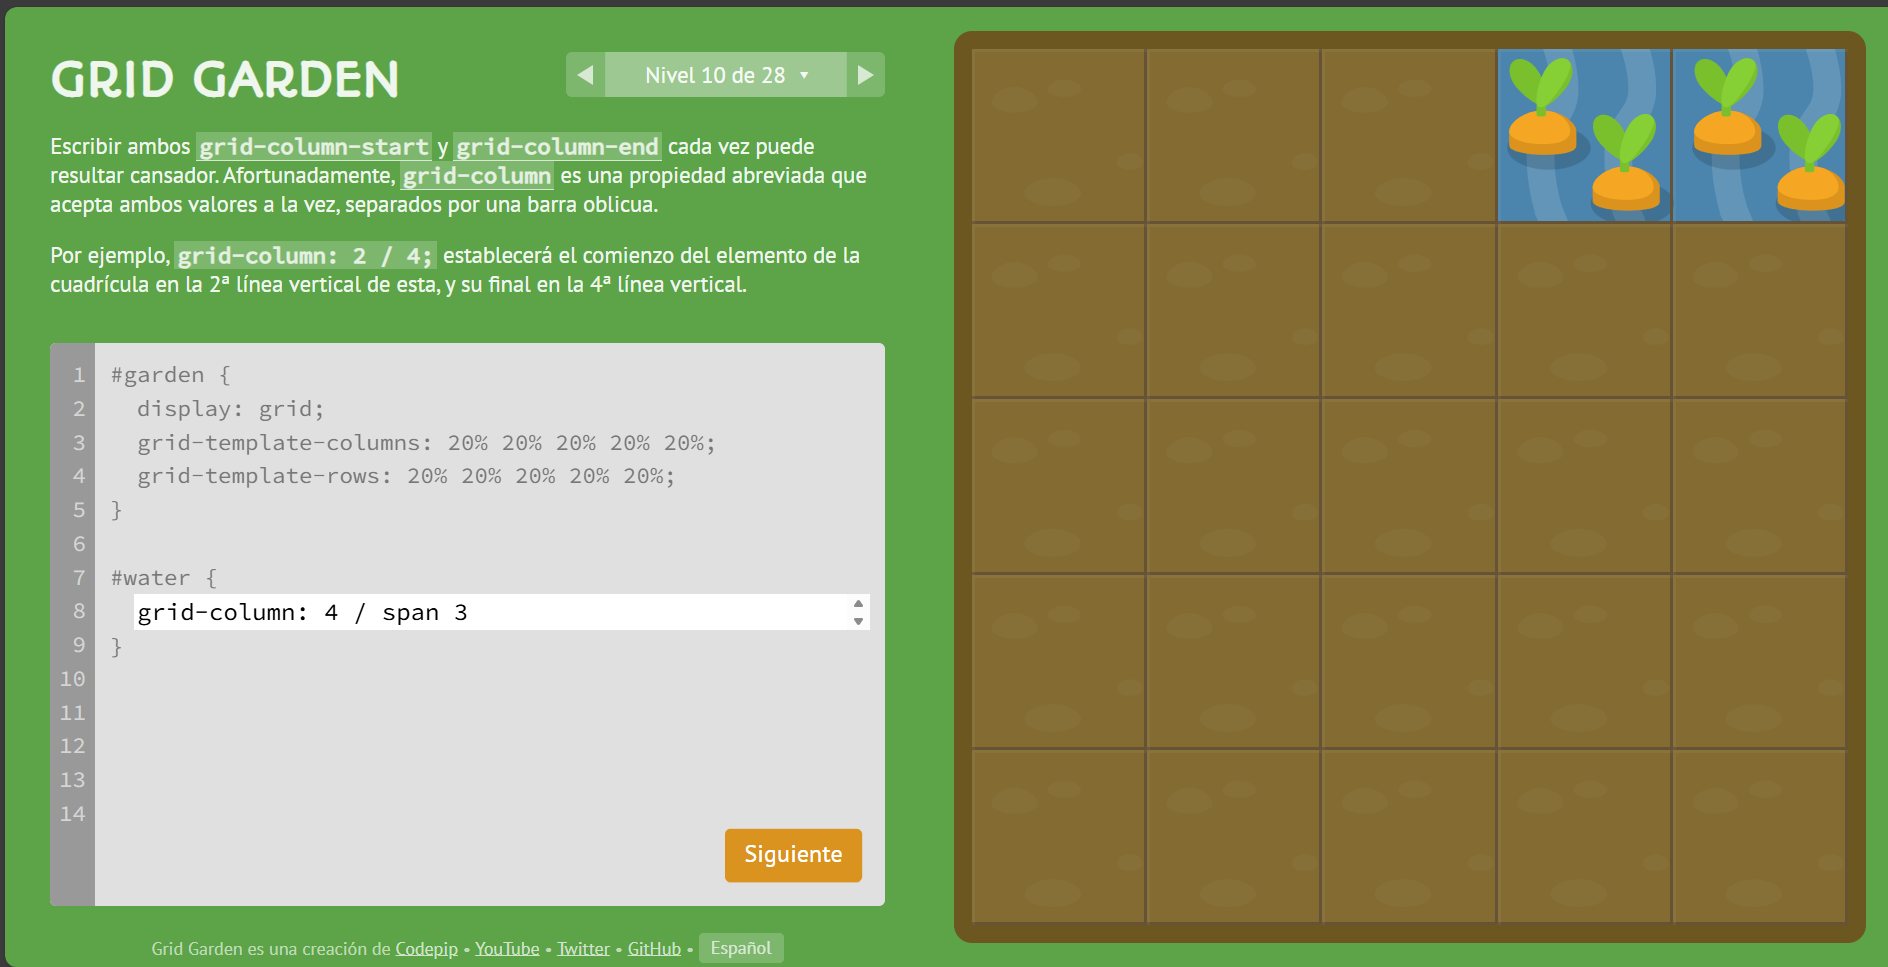 GRID GARDEN
Nivel 10 de 28
Escribir ambos grid-column-start y grid-column-end cada vez puede
resultar cansador. Afortunadamente, grid-column es una propiedad abreviada que
acepta ambos valores a la vez, separados por una barra oblicua.
Por ejemplo, grid-column: 2 / 4; establecerá el comienzo del elemento de la
cuadrícula en la 2ª línea vertical de esta, y su final en la 4ª línea vertical.
1 #garden {
2 display: grid;
3 grid-template-columns: 20% 20% 20% 20% 20%;
4 grid-template-rows: 20% 20% 20% 20% 20%;
5 }
6
7 #water {
8 grid-column: 4 / span 3
9 }
10
11
12
13
14
Siguiente
Grid Garden es una creación de Codepip • YouTube • Twitter • GitHub • Español